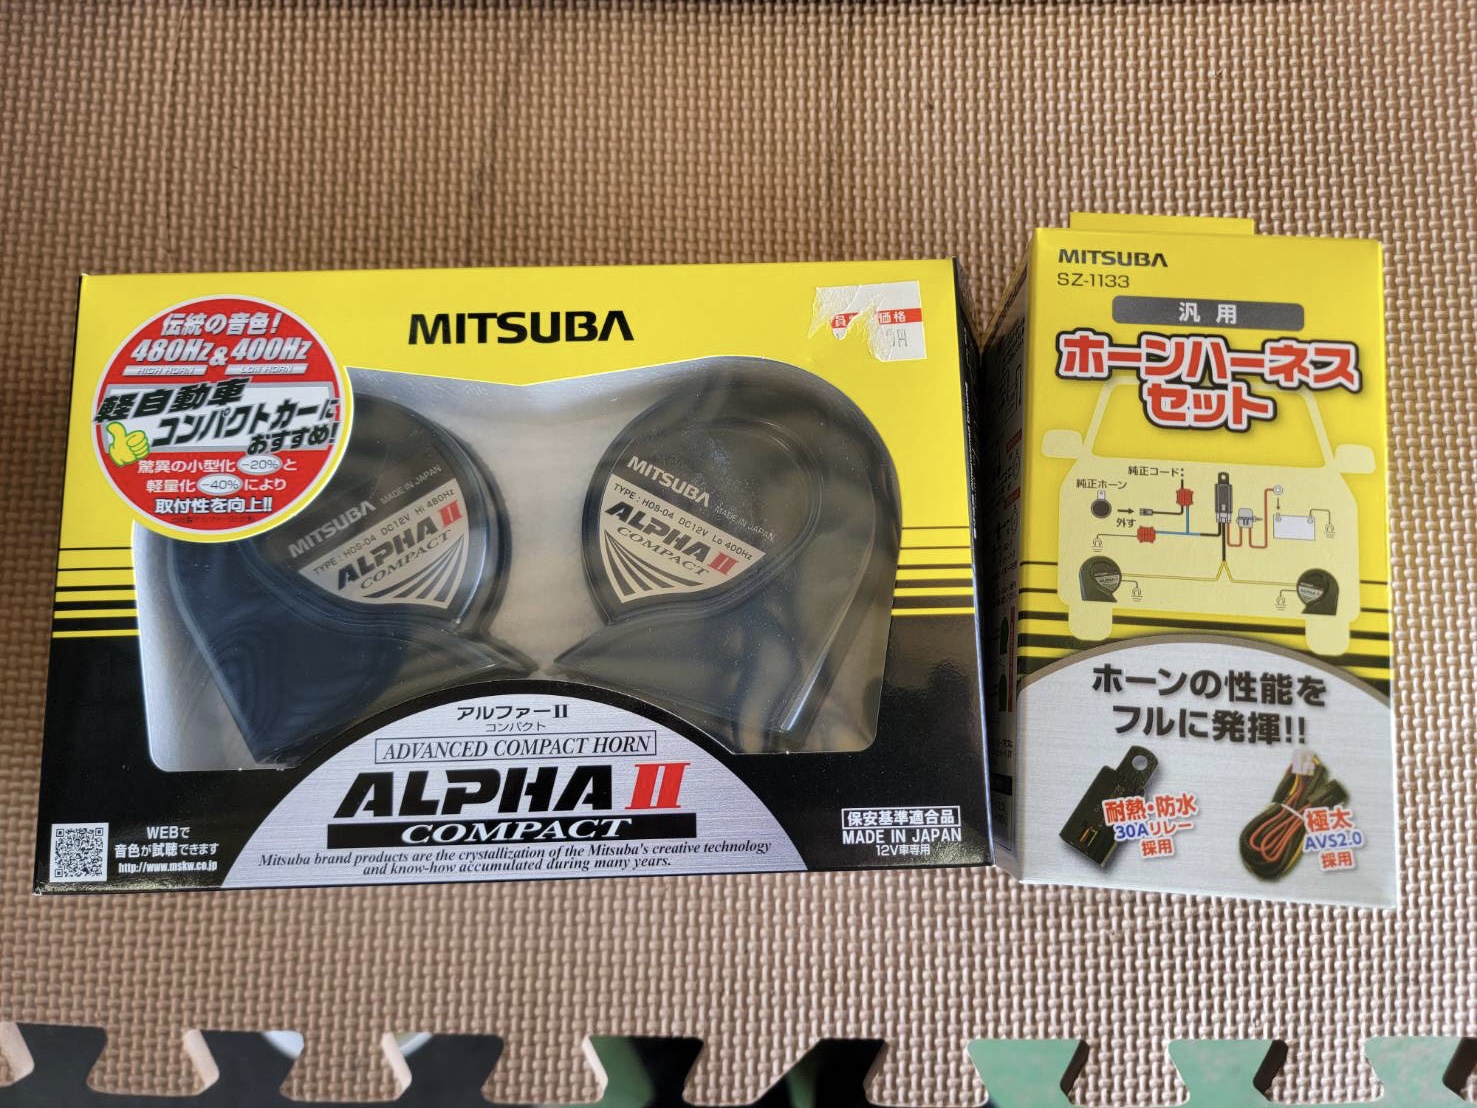 伝統の音色!
480Hz & 400Hz
HIGH HORN LOW HORN
軽自動車
コンパクトカーに
おすすめ!
驚異の小型化 -20% と
軽量化 -40% により
取付性を向上!!
MITSUBA
価格
円
MITSUBA MADE IN JAPAN
TYPE : HOS-04 DC12V Hi 480Hz
ALPHA II
COMPACT
MITSUBA
MADE IN JAPAN
TYPE : HOS-04 DC12V Lo 400Hz
ALPHA II
COMPACT
アルファーII
コンパクト
ADVANCED COMPACT HORN
ALPHA II
COMPACT
Mitsuba brand products are the crystallization of the Mitsuba's creative technology
and know-how accumulated during many years.
WEBで
音色が試聴できます
http://www.mskw.co.jp
保安基準適合品
MADE IN JAPAN
12V車専用
MITSUBA
SZ-1133
汎用
ホーンハーネス
セット
純正コード
純正ホーン
外す
ホーンの性能を
フルに発揮!!
耐熱・防水
30Aリレー
採用
極太
AVS2.0
採用